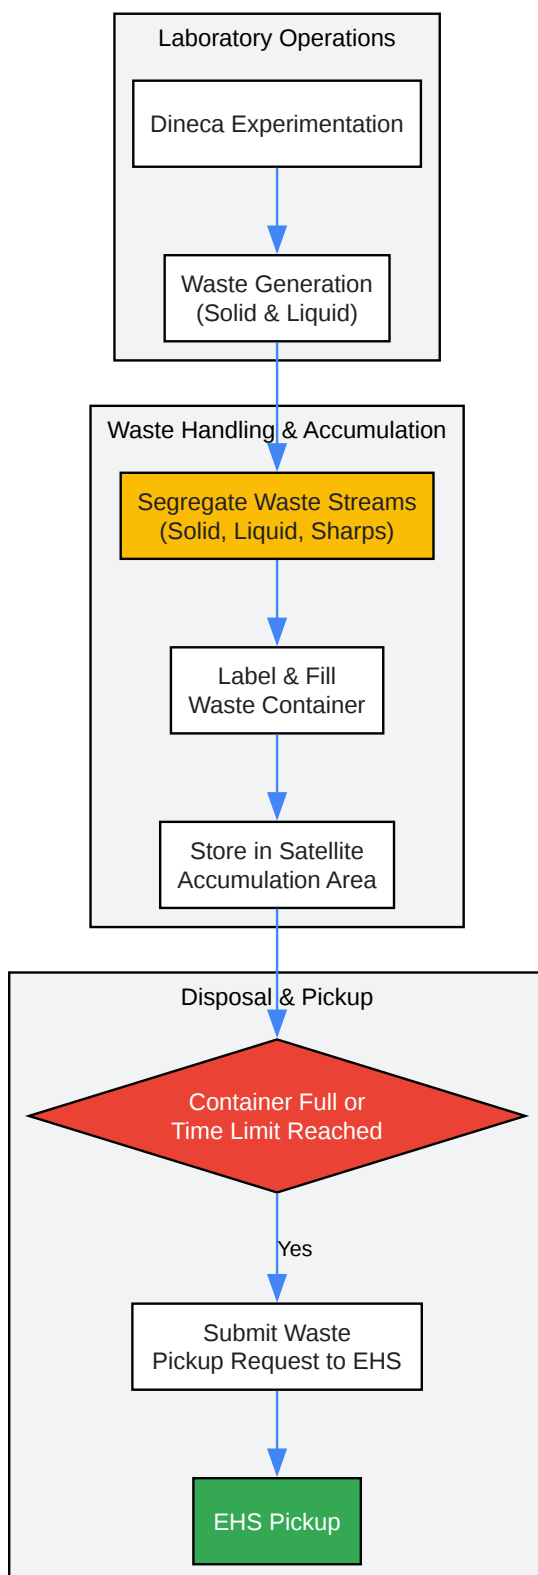 Laboratory Operations
Dineca Experimentation
Waste Generation
(Solid & Liquid)
Waste Handling & Accumulation
Segregate Waste Streams
(Solid, Liquid, Sharps)
Label & Fill
Waste Container
Store in Satellite
Accumulation Area
Disposal & Pickup
Container Full or
Time Limit Reached
Yes
Submit Waste
Pickup Request to EHS
EHS Pickup